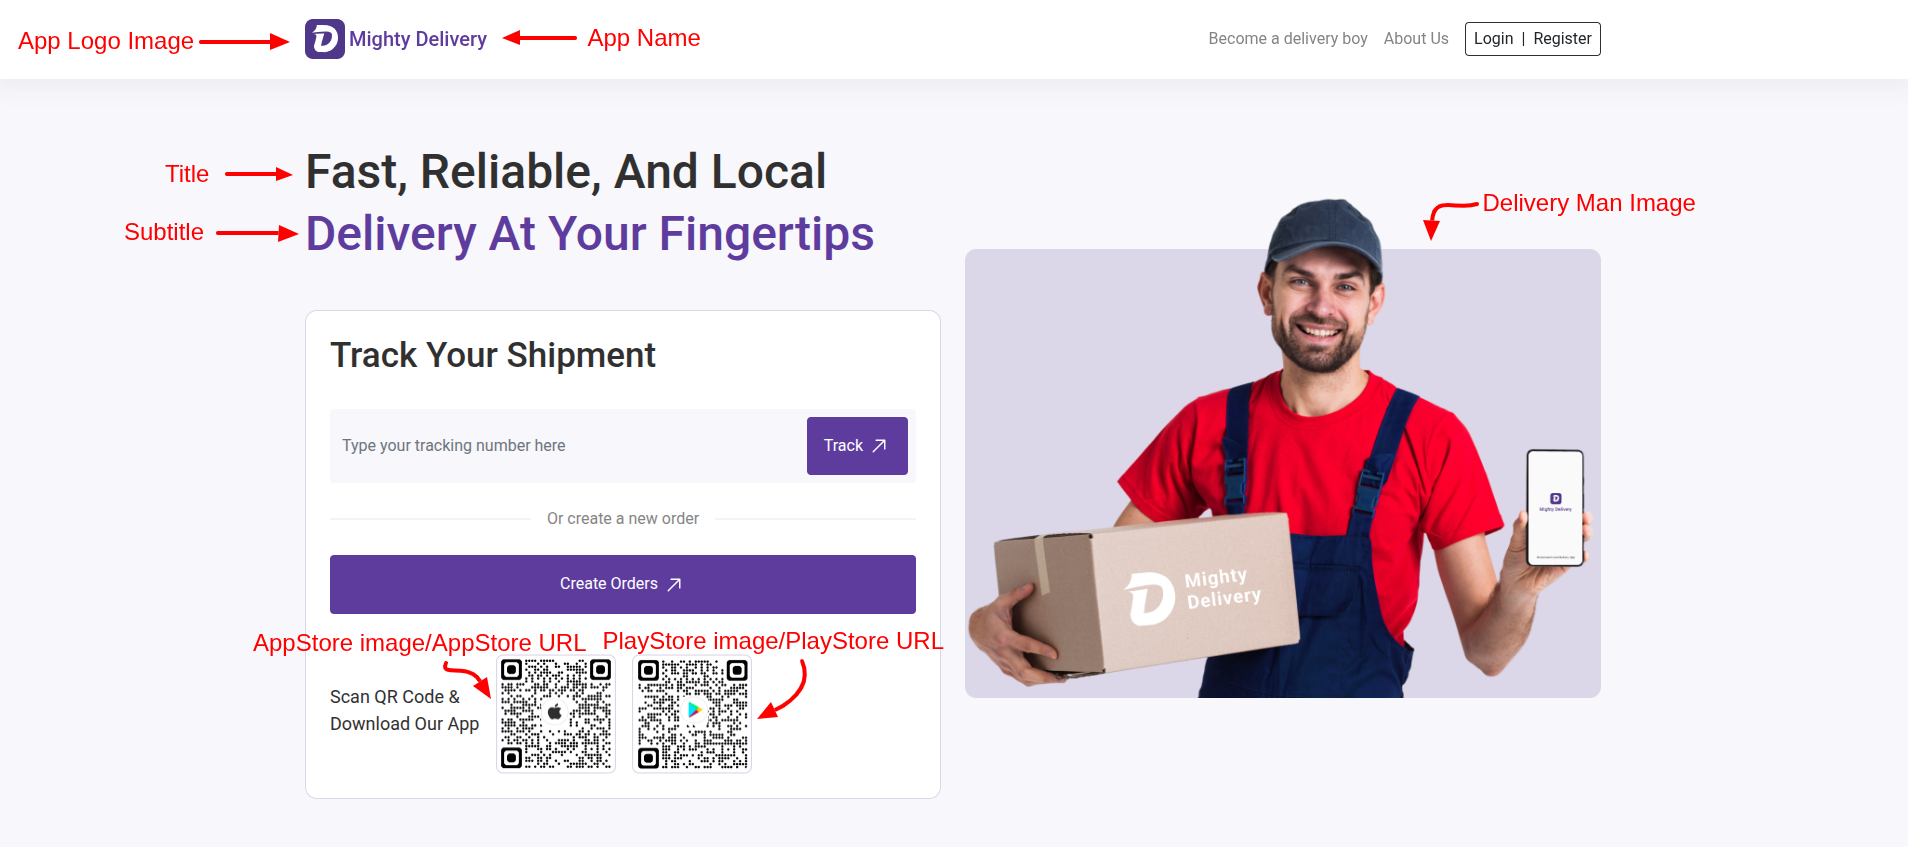 App Logo Image
Mighty Delivery
App Name
Become a delivery boy
About Us
Login | Register
Title
Fast, Reliable, And Local
Subtitle
Delivery At Your Fingertips
Delivery Man Image
Track Your Shipment
Type your tracking number here
Track
Or create a new order
Create Orders
AppStore image/AppStore URL
PlayStore image/PlayStore URL
Scan QR Code &
Download Our App
Mighty
Delivery
Mighty Delivery